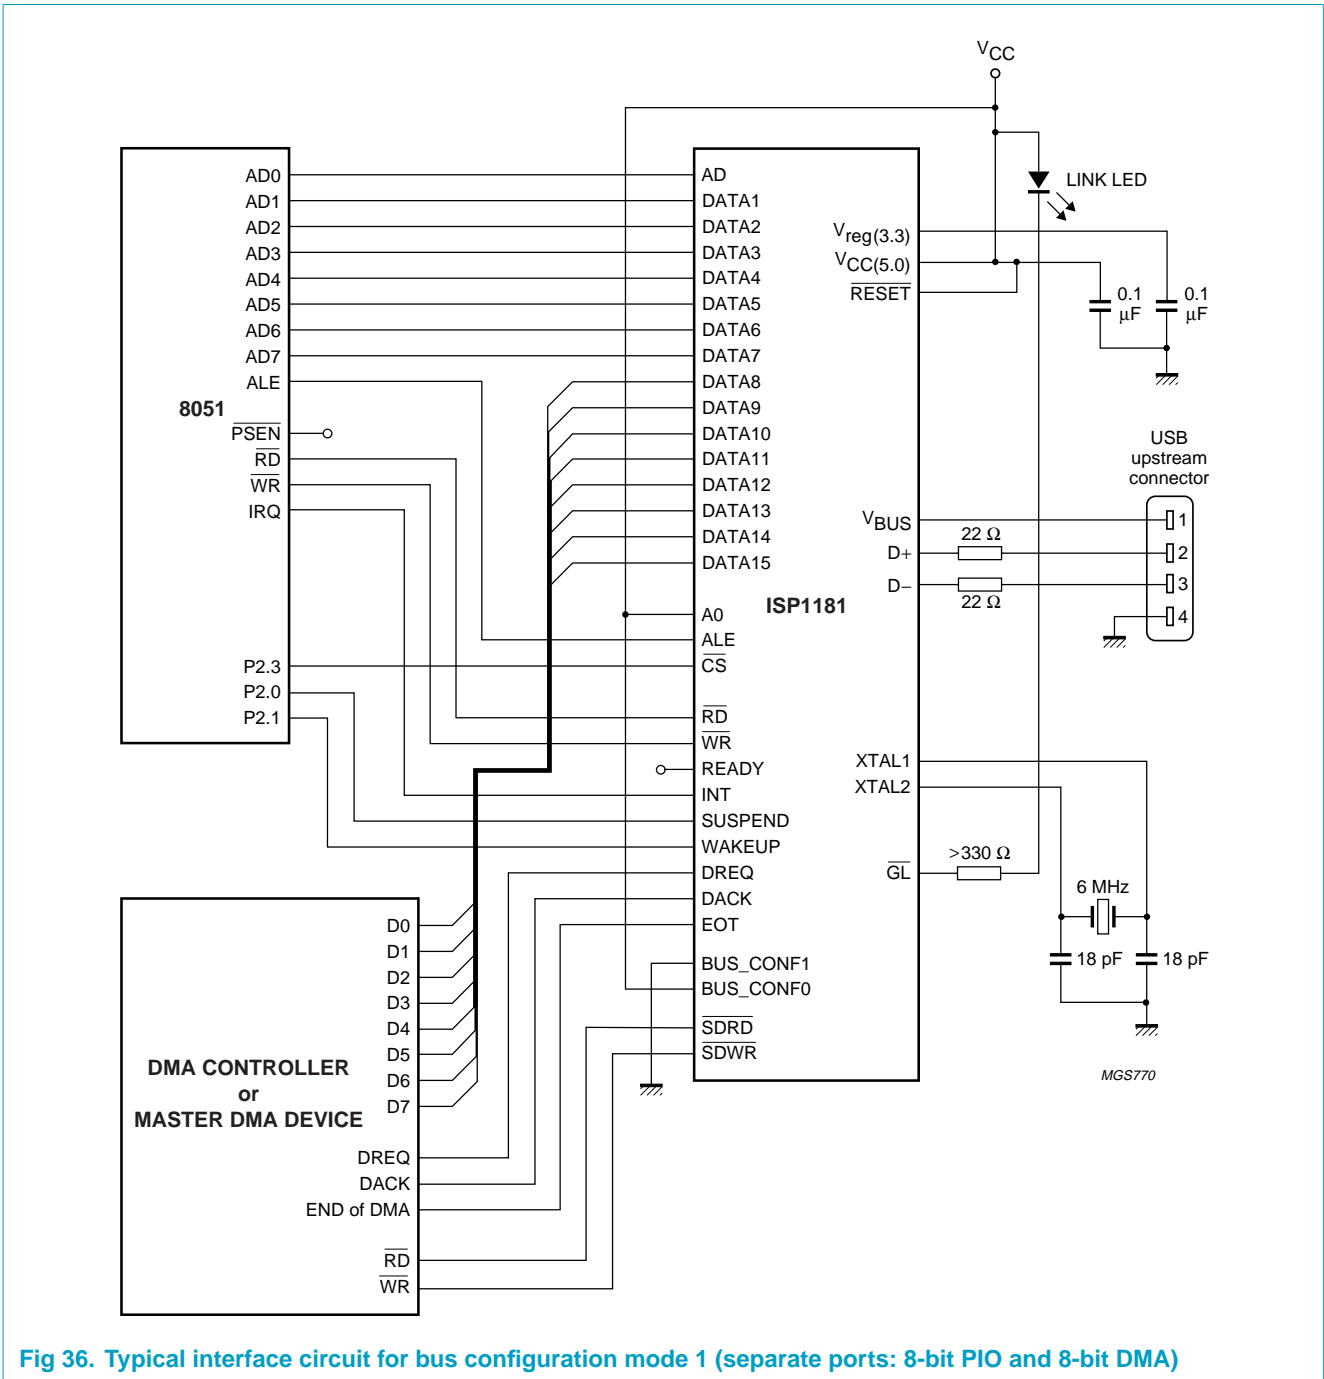 VCC
LINK LED
8051
AD0
AD1
AD2
AD3
AD4
AD5
AD6
AD7
ALE
PSEN
RD
WR
IRQ
P2.3
P2.0
P2.1
ISP1181
AD
DATA1
DATA2
DATA3
DATA4
DATA5
DATA6
DATA7
DATA8
DATA9
DATA10
DATA11
DATA12
DATA13
DATA14
DATA15
A0
ALE
CS
RD
WR
READY
INT
SUSPEND
WAKEUP
DREQ
DACK
EOT
BUS_CONF1
BUS_CONF0
SDRD
SDWR
Vreg(3.3)
VCC(5.0)
RESET
0.1
μF
0.1
μF
USB
upstream
connector
VBUS
D+
D−
22 Ω
22 Ω
1
2
3
4
XTAL1
XTAL2
GL
>330 Ω
6 MHz
18 pF
18 pF
DMA CONTROLLER
or
MASTER DMA DEVICE
D0
D1
D2
D3
D4
D5
D6
D7
DREQ
DACK
END of DMA
RD
WR
MGS770
Fig 36. Typical interface circuit for bus configuration mode 1 (separate ports: 8-bit PIO and 8-bit DMA)